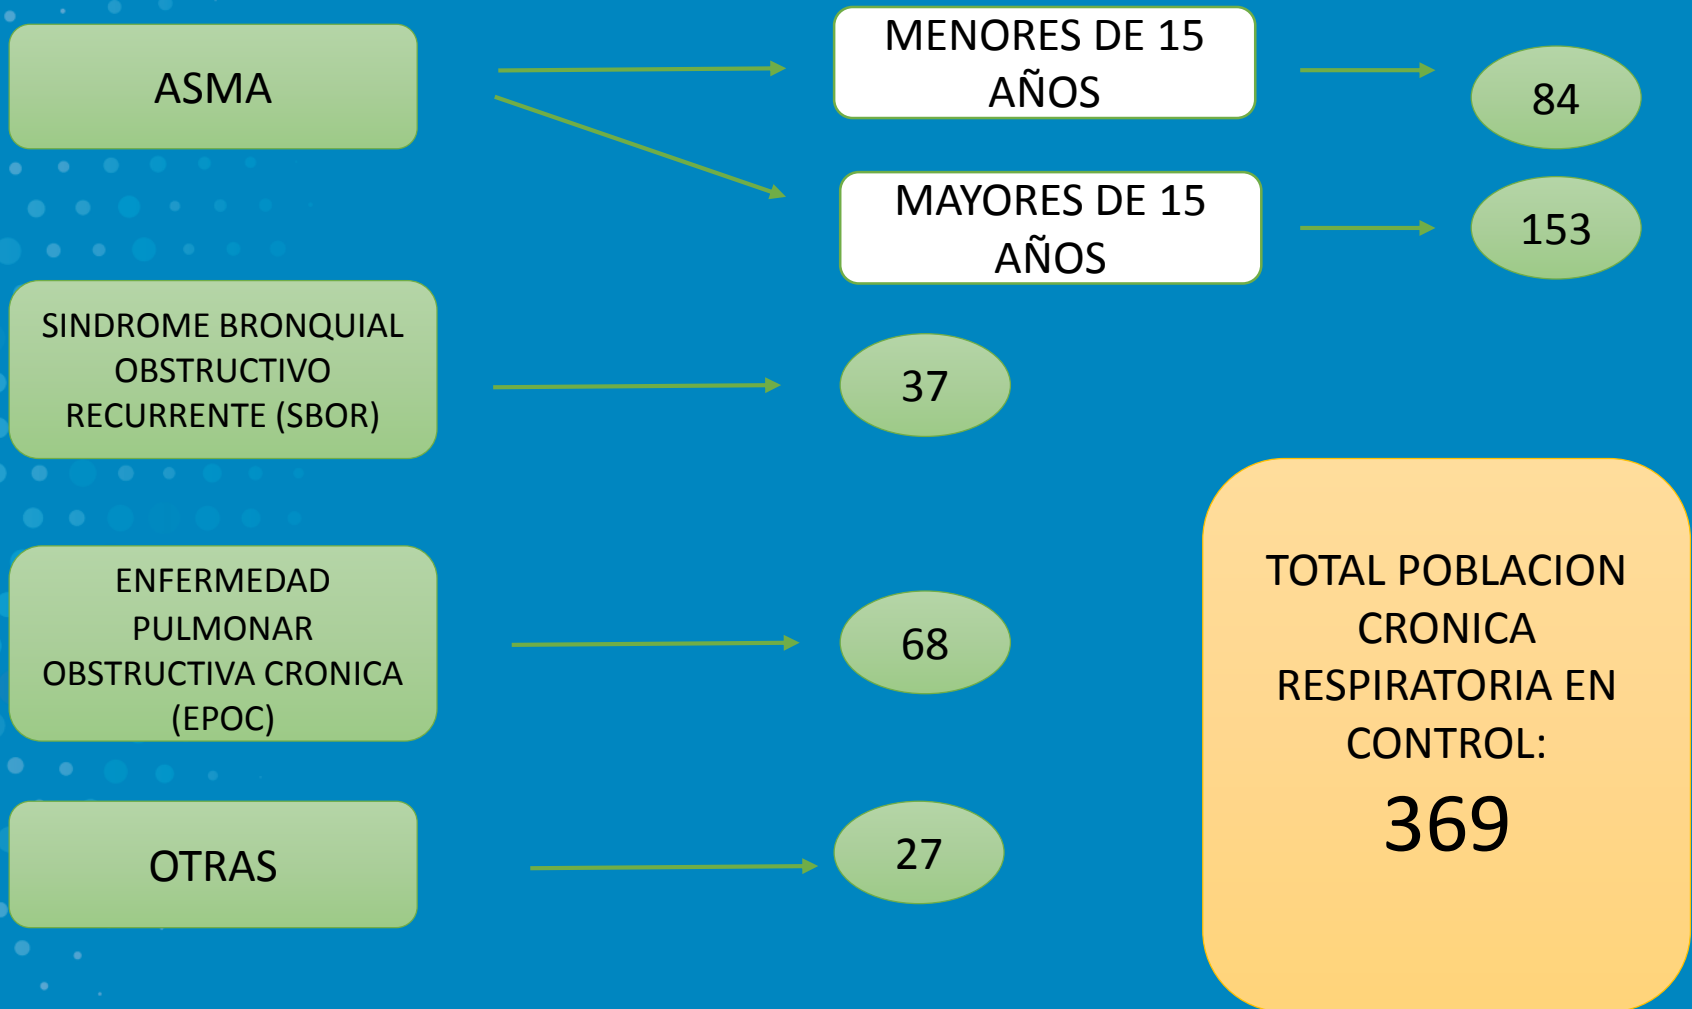 ASMA
MENORES DE 15
AÑOS
84
MAYORES DE 15
AÑOS
153
SINDROME BRONQUIAL
OBSTRUCTIVO
RECURRENTE (SBOR)
37
ENFERMEDAD
PULMONAR
OBSTRUCTIVA CRONICA
(EPOC)
68
OTRAS
27
TOTAL POBLACION
CRONICA
RESPIRATORIA EN
CONTROL:
369